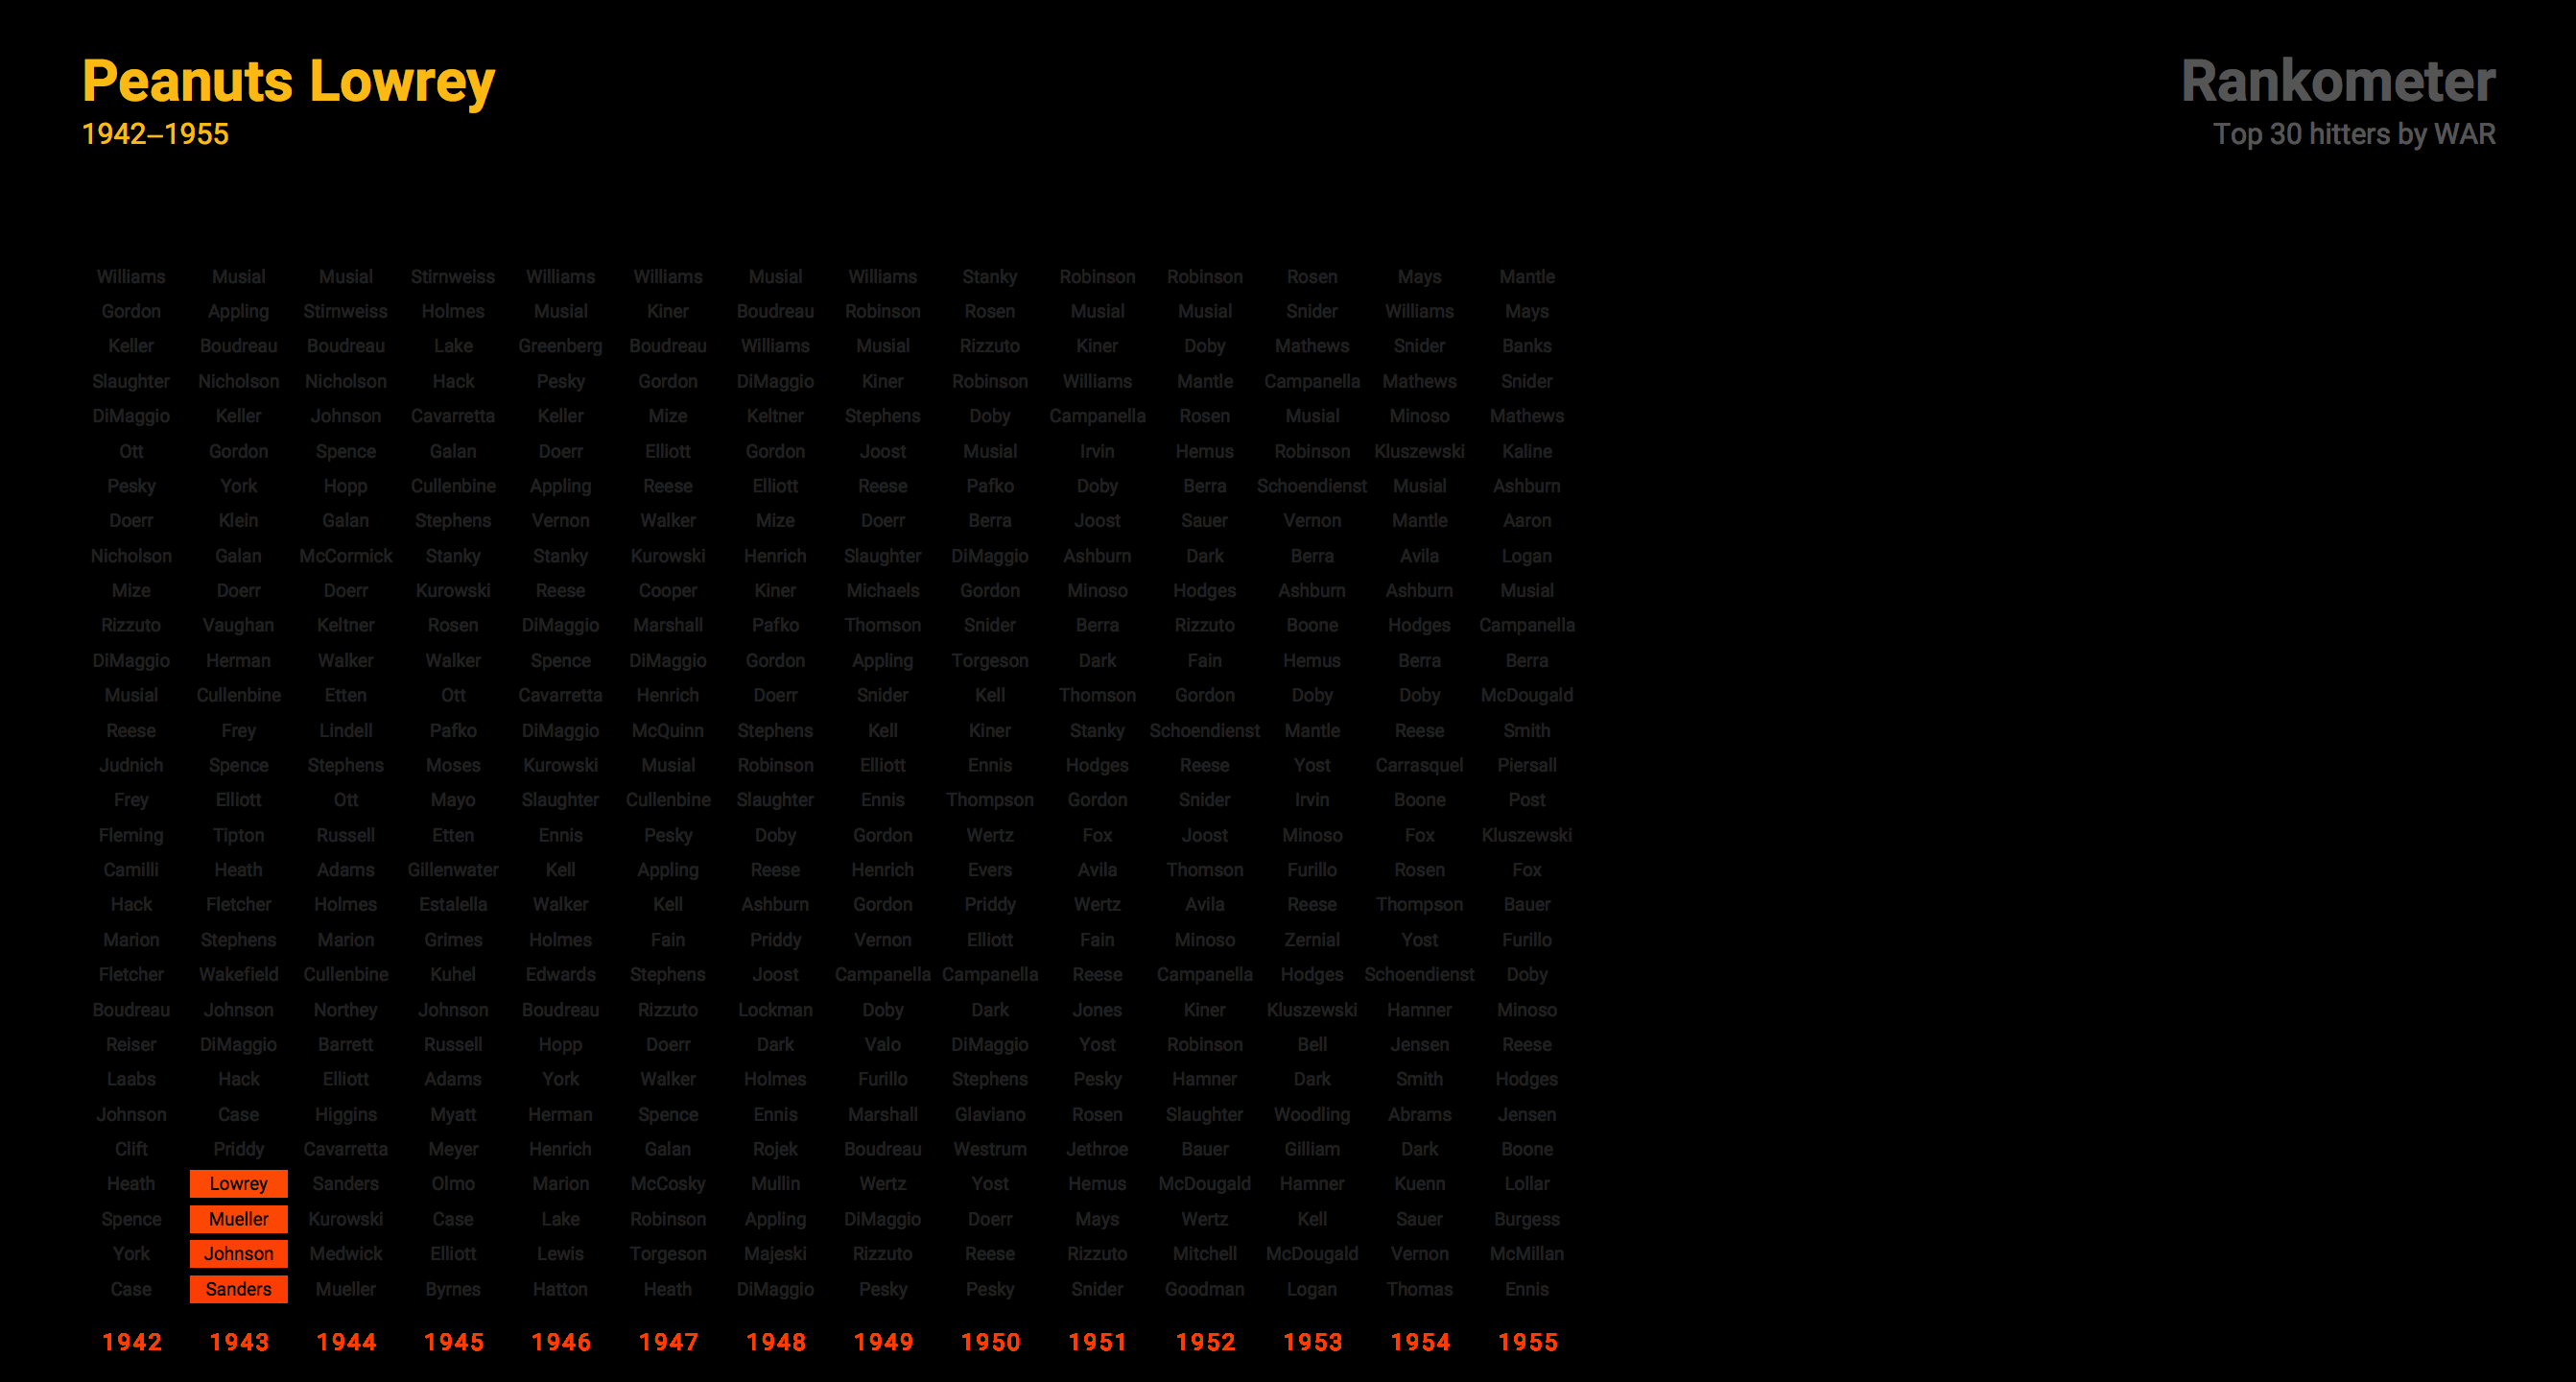 Peanuts Lowrey
1942–1955
Rankometer
Top 30 hitters by WAR
Williams Musial Musial Stirnweiss Williams Williams Musial Williams Stanky Robinson Robinson Rosen Mays Mantle
Gordon Appling Stirnweiss Holmes Musial Kiner Boudreau Robinson Rosen Musial Musial Snider Williams Mays
Keller Boudreau Boudreau Lake Greenberg Boudreau Williams Musial Rizzuto Kiner Doby Mathews Snider Banks
Slaughter Nicholson Nicholson Hack Pesky Gordon DiMaggio Kiner Robinson Williams Mantle Campanella Mathews Snider
DiMaggio Keller Johnson Cavarretta Keller Mize Keltner Stephens Doby Campanella Rosen Musial Minoso Mathews
Ott Gordon Spence Galan Doerr Elliott Gordon Joost Musial Irvin Hemus Robinson Kluszewski Kaline
Pesky York Hopp Cullenbine Appling Reese Elliott Reese Pafko Doby Berra Schoendienst Musial Ashburn
Doerr Klein Galan Stephens Vernon Walker Mize Doerr Berra Joost Sauer Vernon Mantle Aaron
Nicholson Galan McCormick Stanky Stanky Kurowski Henrich Slaughter DiMaggio Ashburn Dark Berra Avila Logan
Mize Doerr Doerr Kurowski Reese Cooper Kiner Michaels Gordon Minoso Hodges Ashburn Ashburn Musial
Rizzuto Vaughan Keltner Rosen DiMaggio Marshall Pafko Thomson Snider Berra Rizzuto Boone Hodges Campanella
DiMaggio Herman Walker Walker Spence DiMaggio Gordon Appling Torgeson Dark Fain Hemus Berra Berra
Musial Cullenbine Etten Ott Cavarretta Henrich Doerr Snider Kell Thomson Gordon Doby Doby McDougald
Reese Frey Lindell Pafko DiMaggio McQuinn Stephens Kell Kiner Stanky Schoendienst Mantle Reese Smith
Judnich Spence Stephens Moses Kurowski Musial Robinson Elliott Ennis Hodges Reese Yost Carrasquel Piersall
Frey Elliott Ott Mayo Slaughter Cullenbine Slaughter Ennis Thompson Gordon Snider Irvin Boone Post
Fleming Tipton Russell Etten Ennis Pesky Doby Gordon Wertz Fox Joost Minoso Fox Kluszewski
Camilli Heath Adams Gillenwater Kell Appling Reese Henrich Evers Avila Thomson Furillo Rosen Fox
Hack Fletcher Holmes Estalella Walker Kell Ashburn Gordon Priddy Wertz Avila Reese Thompson Bauer
Marion Stephens Marion Grimes Holmes Fain Priddy Vernon Elliott Fain Minoso Zernial Yost Furillo
Fletcher Wakefield Cullenbine Kuhel Edwards Stephens Joost Campanella Campanella Reese Campanella Hodges Schoendienst Doby
Boudreau Johnson Northey Johnson Boudreau Rizzuto Lockman Doby Dark Jones Kiner Kluszewski Hamner Minoso
Reiser DiMaggio Barrett Russell Hopp Doerr Dark Valo DiMaggio Yost Robinson Bell Jensen Reese
Laabs Hack Elliott Adams York Walker Holmes Furillo Stephens Pesky Hamner Dark Smith Hodges
Johnson Case Higgins Myatt Herman Spence Ennis Marshall Glaviano Rosen Slaughter Woodling Abrams Jensen
Clift Priddy Cavarretta Meyer Henrich Galan Rojek Boudreau Westrum Jethroe Bauer Gilliam Dark Boone
Heath Lowrey Sanders Olmo Marion McCosky Mullin Wertz Yost Hemus McDougald Hamner Kuenn Lollar
Spence Mueller Kurowski Case Lake Robinson Appling DiMaggio Doerr Mays Wertz Kell Sauer Burgess
York Johnson Medwick Elliott Lewis Torgeson Majeski Rizzuto Reese Rizzuto Mitchell McDougald Vernon McMillan
Case Sanders Mueller Byrnes Hatton Heath DiMaggio Pesky Pesky Snider Goodman Logan Thomas Ennis
1942 1943 1944 1945 1946 1947 1948 1949 1950 1951 1952 1953 1954 1955